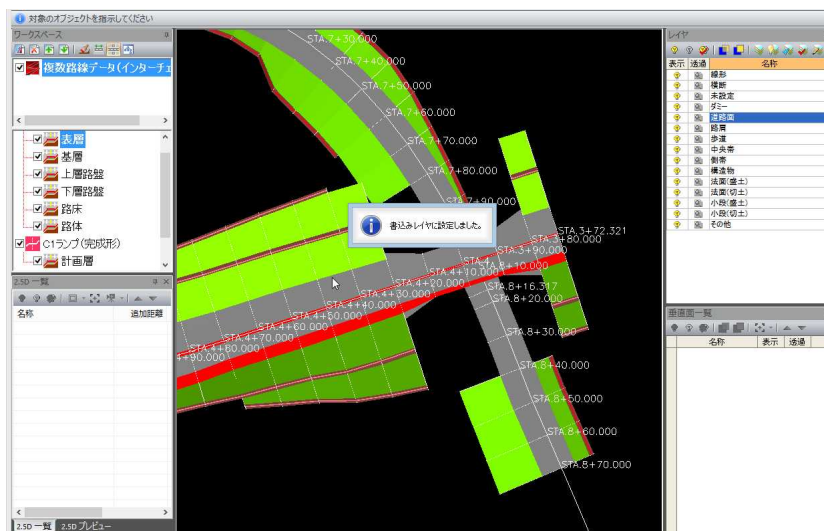 対象のオブジェクトを指示してください
ワークスペース
複数路線データ(インターチェ
表層
基層
上層路盤
下層路盤
路床
路体
C1ランプ(完成形)
計画層
2.5D 一覧
名称 追加距離
2.5D 一覧 2.5D プレビュー
STA.7+30.000
STA.7+40.000
STA.7+50.000
STA.7+60.000
STA.7+70.000
STA.7+80.000
STA.7+90.000
書込みレイヤに設定しました。
STA.3+72.321
STA.3+80.000
STA.3+90.000
STA.4
STA.4+10.000
STA.4+20.000
STA.4+30.000
STA.4+40.000
STA.4+50.000
STA.4+60.000
STA.4+70.000
STA.4+80.000
4+90.000
STA.8+10.000
STA.8+16.317
STA.8+20.000
STA.8+30.000
STA.8+40.000
STA.8+50.000
STA.8+60.000
STA.8+70.000
レイヤ
表示 透過 名称
線形
横断
未設定
ダミー
道路面
路肩
歩道
中央帯
側帯
構造物
法面(盛土)
法面(切土)
小段(盛土)
小段(切土)
その他
垂直面一覧
名称 表示 透過